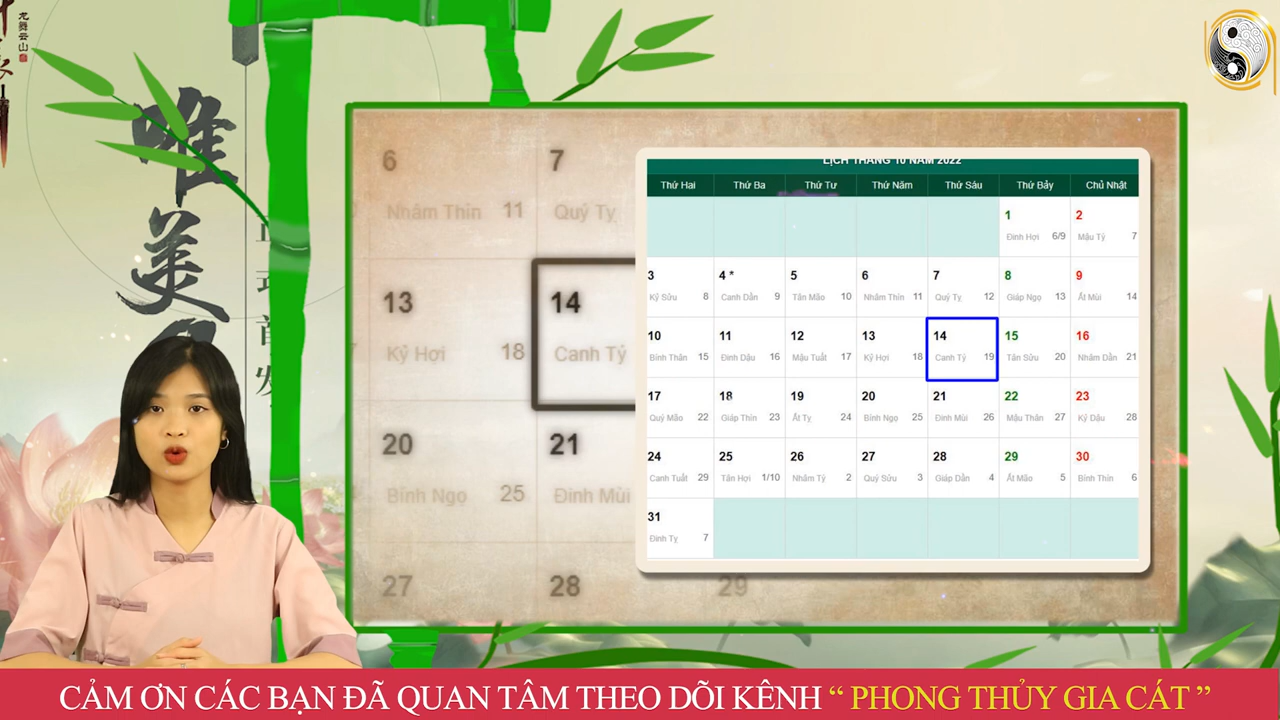 龙舞云山
唯
美
6
7
Nhâm Thìn 11
Quý Tỵ
13
14
Kỷ Hợi 18
Canh Tý
20
21
Bính Ngọ 25
Đinh Mùi
27
28
29
LỊCH THÁNG 10 NĂM 2022
Thứ Hai Thứ Ba Thứ Tư Thứ Năm Thứ Sáu Thứ Bảy Chủ Nhật
1 2
Đinh Hợi 6/9 Mậu Tý 7
3 4 * 5 6 7 8 9
Kỷ Sửu 8 Canh Dần 9 Tân Mão 10 Nhâm Thìn 11 Quý Tỵ 12 Giáp Ngọ 13 Ất Mùi 14
10 11 12 13 14 15 16
Bính Thân 15 Đinh Dậu 16 Mậu Tuất 17 Kỷ Hợi 18 Canh Tý 19 Tân Sửu 20 Nhâm Dần 21
17 18 19 20 21 22 23
Quý Mão 22 Giáp Thìn 23 Ất Tỵ 24 Bính Ngọ 25 Đinh Mùi 26 Mậu Thân 27 Kỷ Dậu 28
24 25 26 27 28 29 30
Canh Tuất 29 Tân Hợi 1/10 Nhâm Tý 2 Quý Sửu 3 Giáp Dần 4 Ất Mão 5 Bính Thìn 6
31
Đinh Tỵ 7
CẢM ƠN CÁC BẠN ĐÃ QUAN TÂM THEO DÕI KÊNH “ PHONG THỦY GIA CÁT ”